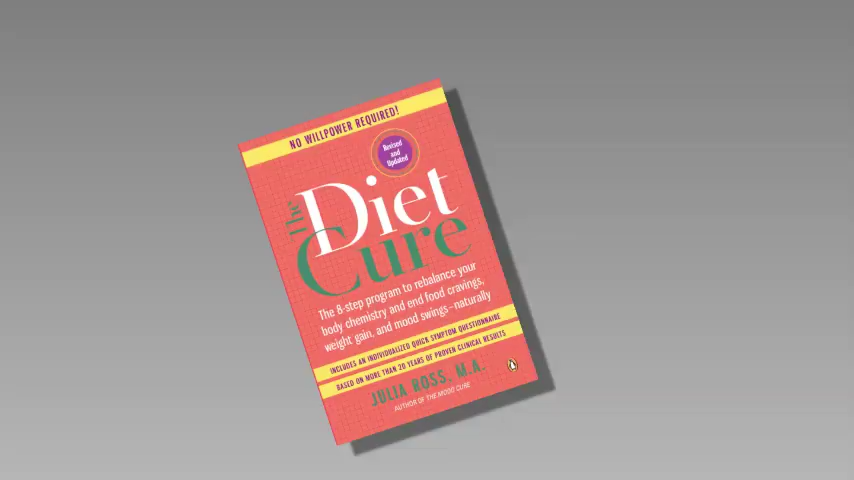 NO WILLPOWER REQUIRED!
Revised
and
Updated
The
Diet
Cure
The 8-step program to rebalance your
body chemistry and end food cravings,
weight gain, and mood swings–naturally
INCLUDES AN INDIVIDUALIZED QUICK SYMPTOM QUESTIONNAIRE
BASED ON MORE THAN 20 YEARS OF PROVEN CLINICAL RESULTS
JULIA ROSS, M.A.
AUTHOR OF THE MOOD CURE